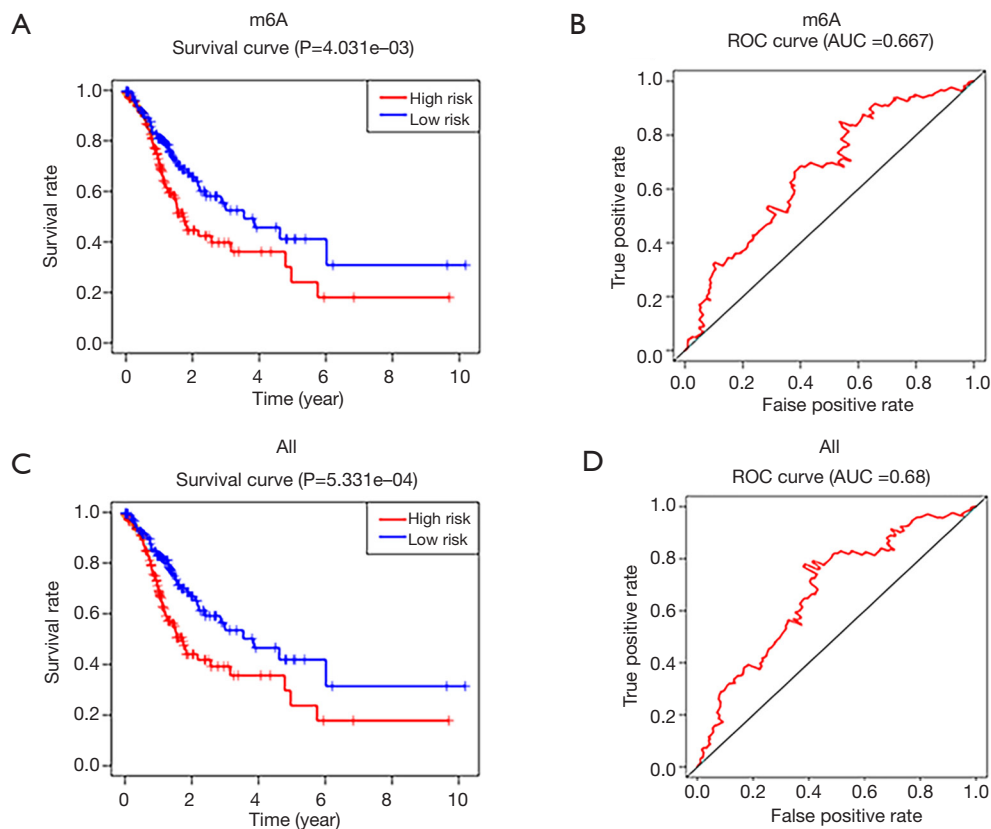 A
m6A
Survival curve (P=4.031e–03)
High risk
Low risk
1.0
0.8
0.6
0.4
0.2
0.0
Survival rate
0
2
4
6
8
10
Time (year)
B
m6A
ROC curve (AUC =0.667)
1.0
0.8
0.6
0.4
0.2
0.0
True positive rate
0.0
0.2
0.4
0.6
0.8
1.0
Faise positive rate
C
All
Survival curve (P=5.331e–04)
High risk
Low risk
1.0
0.8
0.6
0.4
0.2
0.0
Survival rate
0
2
4
6
8
10
Time (year)
D
All
ROC curve (AUC =0.68)
1.0
0.8
0.6
0.4
0.2
0.0
True positive rate
0.0
0.2
0.4
0.6
0.8
1.0
False positive rate